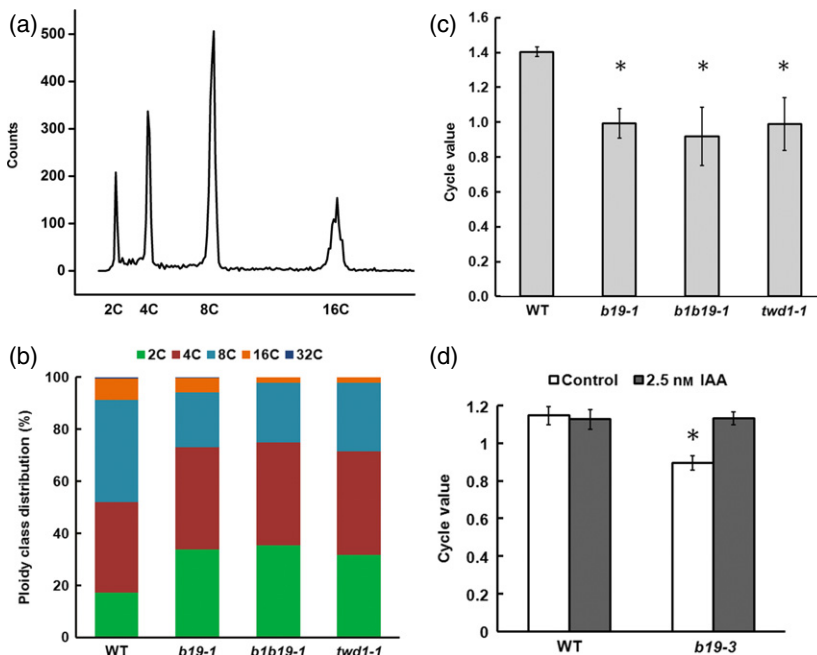 (a)
500
400
300
200
100
0
Counts
2C 4C 8C 16C
(b)
2C 4C 8C 16C 32C
100
80
60
40
20
0
Ploidy class distribution (%)
WT b19-1 b1b19-1 twd1-1
(c)
1.6
1.4
1.2
1.0
0.8
0.6
0.4
0.2
0.0
Cycle value
* * *
WT b19-1 b1b19-1 twd1-1
(d)
Control 2.5 nM IAA
1.2
1
0.8
0.6
0.4
0.2
0
Cycle value
*
WT b19-3